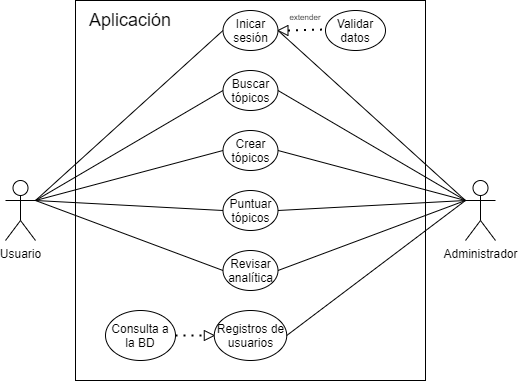 Aplicación
Inicar
sesión
extender
Validar
datos
Buscar
tópicos
Crear
tópicos
Puntuar
tópicos
Usuario
Administrador
Revisar
analítica
Consulta a
la BD
Registros de
usuarios